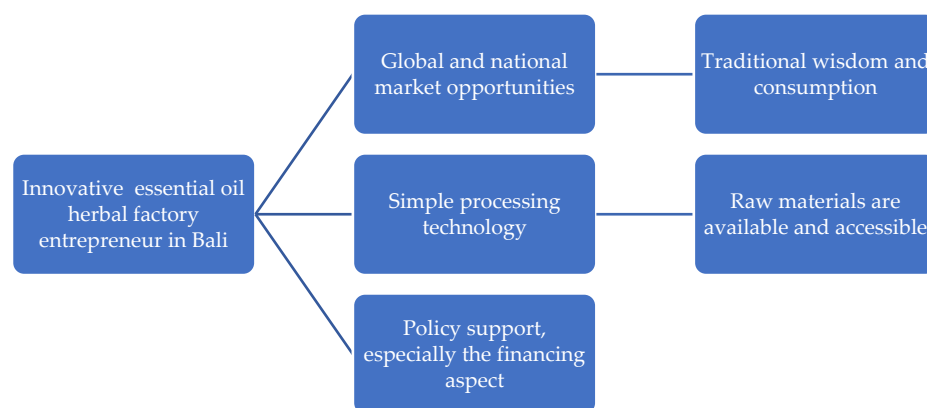 Global and national
market opportunities
Traditional wisdom and
consumption
Innovative essential oil
herbal factory
entrepreneur in Bali
Simple processing
technology
Raw materials are
available and accessible
Policy support,
especially the financing
aspect